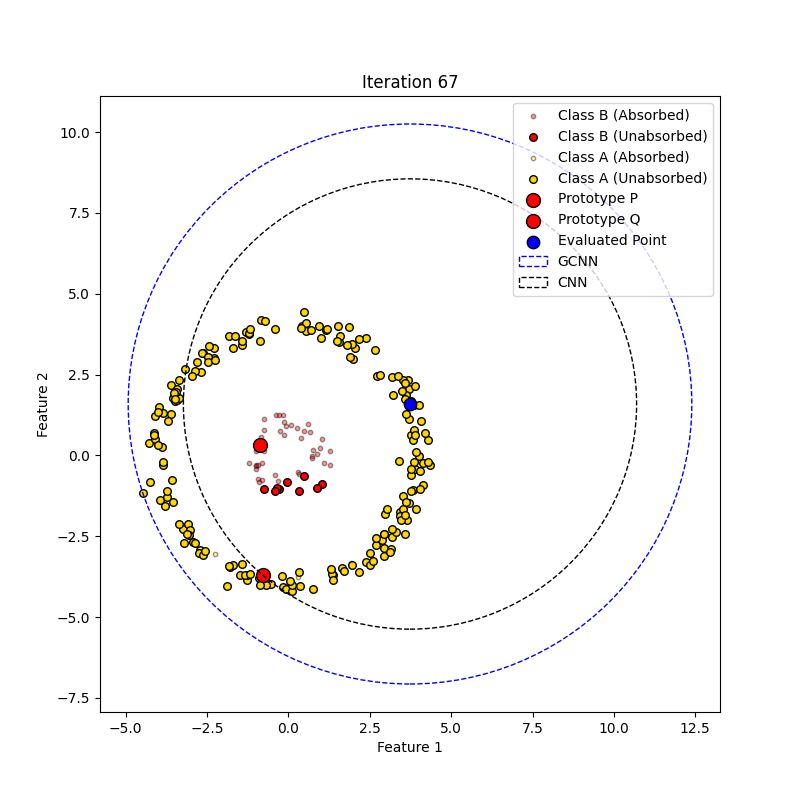 Iteration 67
Class B (Absorbed)
Class B (Unabsorbed)
Class A (Absorbed)
Class A (Unabsorbed)
Prototype P
Prototype Q
Evaluated Point
GCNN
CNN
10.0
7.5
5.0
2.5
0.0
−2.5
−5.0
−7.5
Feature 2
−5.0 −2.5 0.0 2.5 5.0 7.5 10.0 12.5
Feature 1